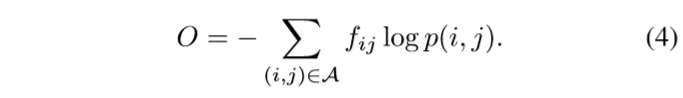 O = − ∑_{(i,j)∈𝒜} f_{ij} log p(i, j). (4)